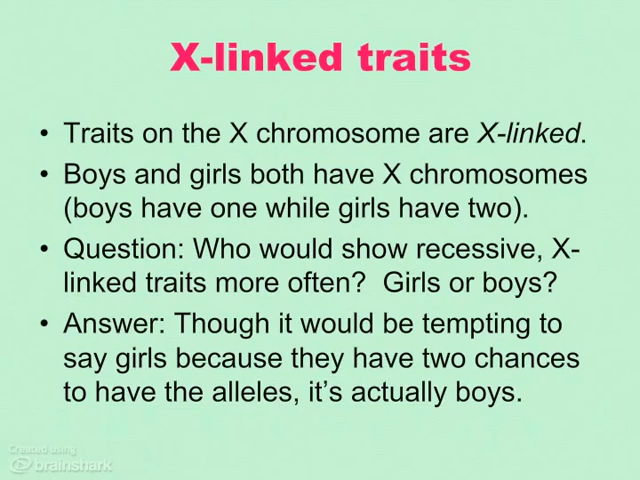 X-linked traits
• Traits on the X chromosome are X-linked.
• Boys and girls both have X chromosomes
(boys have one while girls have two).
• Question: Who would show recessive, X-
linked traits more often?  Girls or boys?
• Answer: Though it would be tempting to
say girls because they have two chances
to have the alleles, it's actually boys.
Created using
brainshark